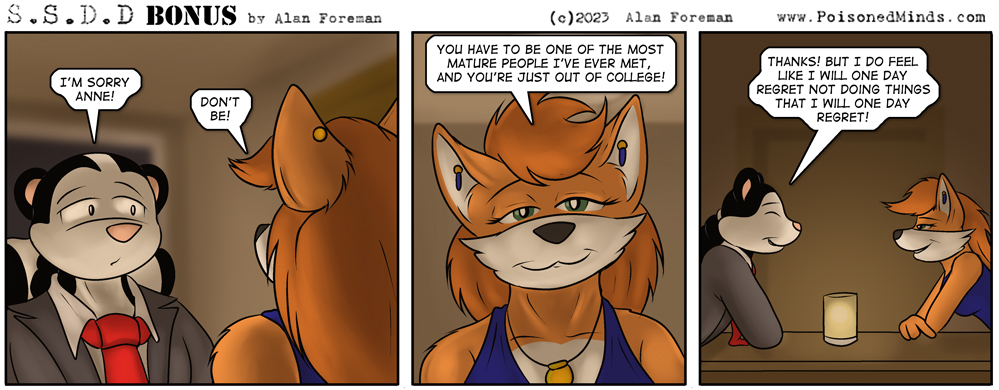 S.S.D.D BONUS by Alan Foreman (c)2023 Alan Foreman www.PoisonedMinds.com
I'M SORRY
ANNE!
DON'T
BE!
YOU HAVE TO BE ONE OF THE MOST
MATURE PEOPLE I'VE EVER MET,
AND YOU'RE JUST OUT OF COLLEGE!
THANKS! BUT I DO FEEL
LIKE I WILL ONE DAY
REGRET NOT DOING THINGS
THAT I WILL ONE DAY
REGRET!